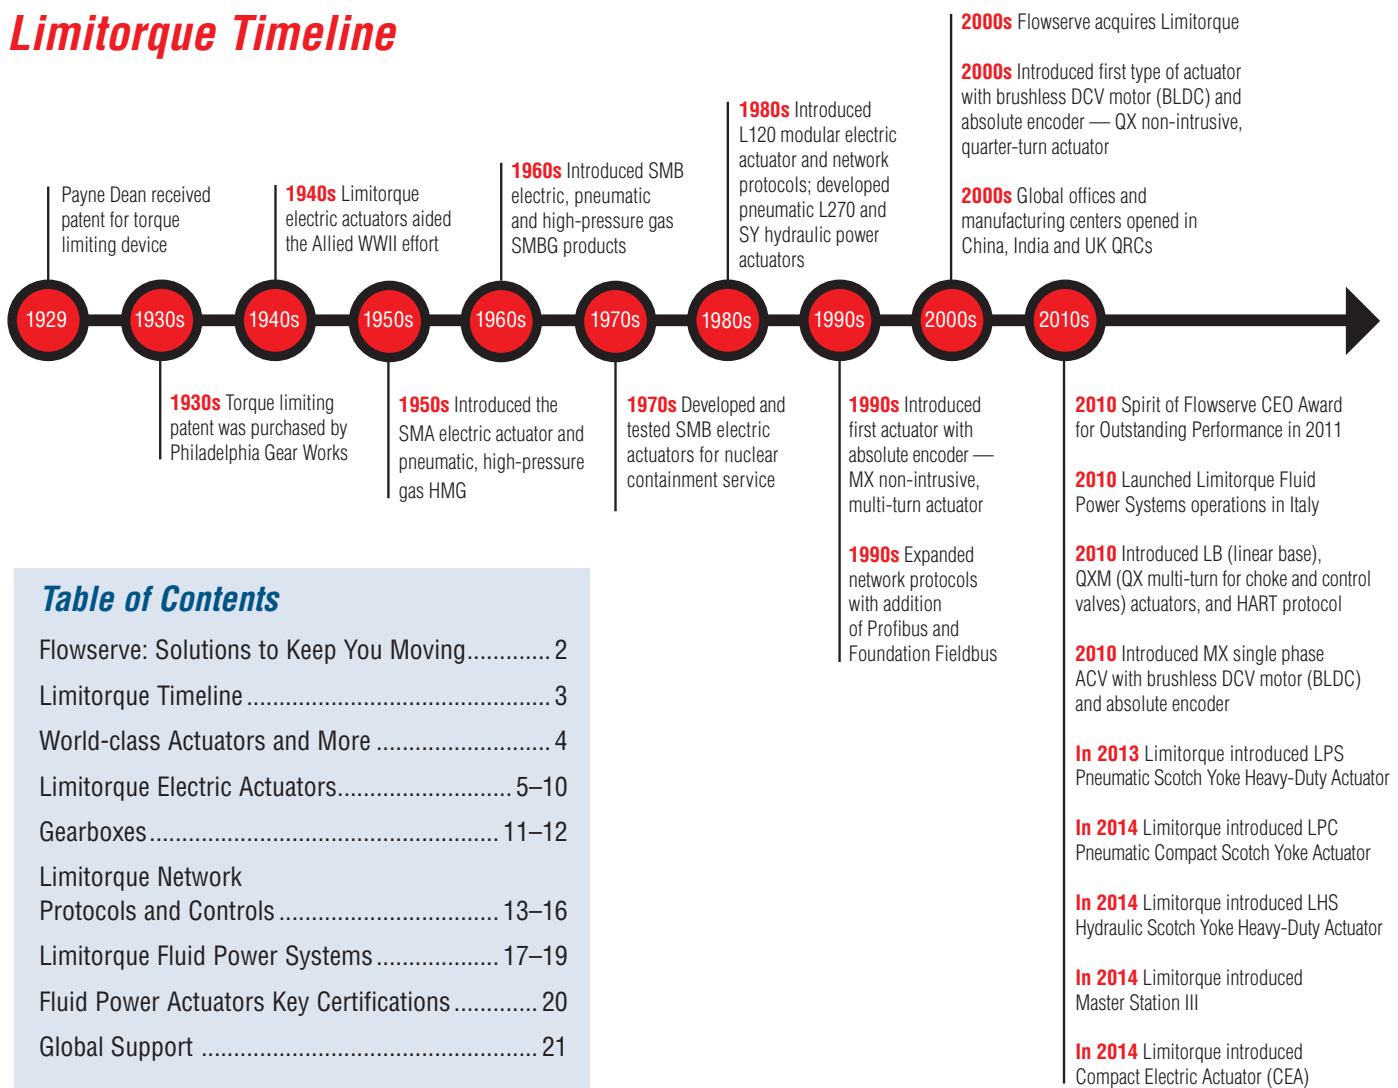 Limitorque Timeline
Payne Dean received
patent for torque
limiting device
1940s Limitorque
electric actuators aided
the Allied WWII effort
1960s Introduced SMB
electric, pneumatic
and high-pressure gas
SMBG products
1980s Introduced
L120 modular electric
actuator and network
protocols; developed
pneumatic L270 and
SY hydraulic power
actuators
2000s Flowserve acquires Limitorque
2000s Introduced first type of actuator
with brushless DCV motor (BLDC) and
absolute encoder — QX non-intrusive,
quarter-turn actuator
2000s Global offices and
manufacturing centers opened in
China, India and UK QRCs
1929
1930s
1940s
1950s
1960s
1970s
1980s
1990s
2000s
2010s
1930s Torque limiting
patent was purchased by
Philadelphia Gear Works
1950s Introduced the
SMA electric actuator and
pneumatic, high-pressure
gas HMG
1970s Developed and
tested SMB electric
actuators for nuclear
containment service
1990s Introduced
first actuator with
absolute encoder —
MX non-intrusive,
multi-turn actuator
1990s Expanded
network protocols
with addition
of Profibus and
Foundation Fieldbus
2010 Spirit of Flowserve CEO Award
for Outstanding Performance in 2011
2010 Launched Limitorque Fluid
Power Systems operations in Italy
2010 Introduced LB (linear base),
QXM (QX multi-turn for choke and control
valves) actuators, and HART protocol
2010 Introduced MX single phase
ACV with brushless DCV motor (BLDC)
and absolute encoder
In 2013 Limitorque introduced LPS
Pneumatic Scotch Yoke Heavy-Duty Actuator
In 2014 Limitorque introduced LPC
Pneumatic Compact Scotch Yoke Actuator
In 2014 Limitorque introduced LHS
Hydraulic Scotch Yoke Heavy-Duty Actuator
In 2014 Limitorque introduced
Master Station III
In 2014 Limitorque introduced
Compact Electric Actuator (CEA)
Table of Contents
Flowserve: Solutions to Keep You Moving............. 2
Limitorque Timeline............................................... 3
World-class Actuators and More ........................... 4
Limitorque Electric Actuators........................... 5–10
Gearboxes...................................................... 11–12
Limitorque Network
Protocols and Controls .................................. 13–16
Limitorque Fluid Power Systems ................... 17–19
Fluid Power Actuators Key Certifications ............. 20
Global Support .................................................... 21